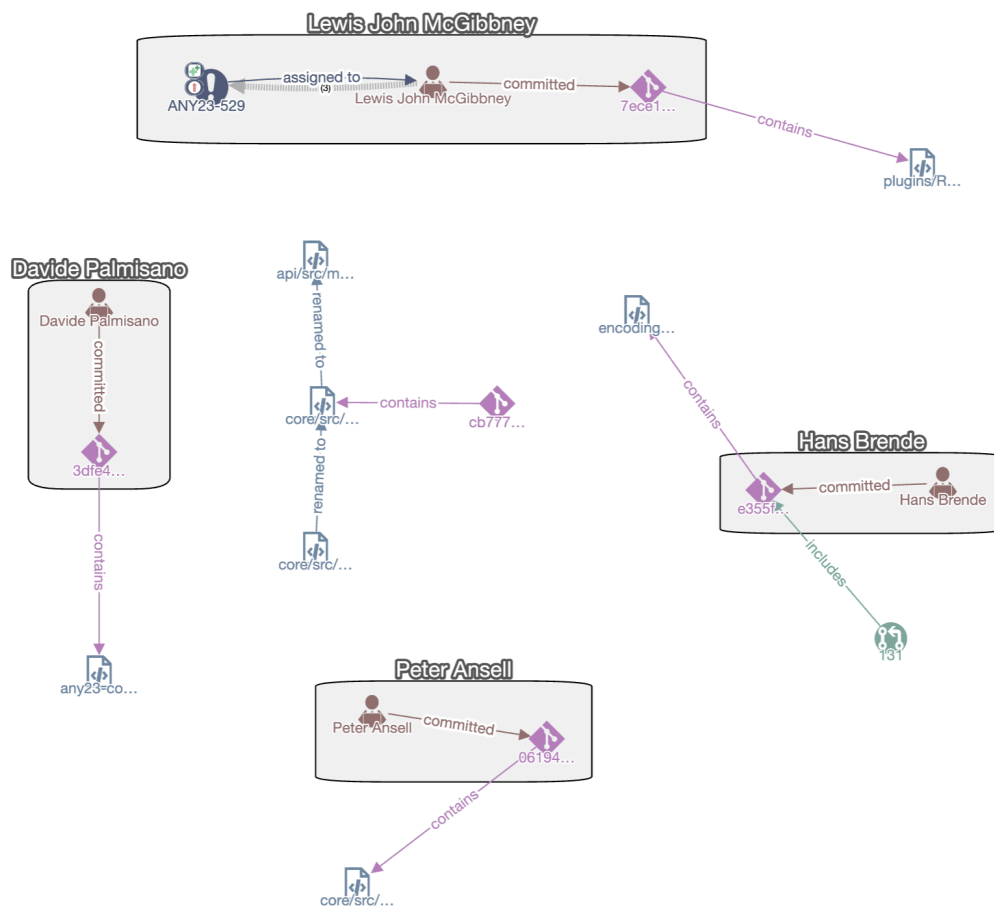 Lewis John McGibbney
assigned to
(3)
ANY23-529
Lewis John McGibbney
committed
7ece1...
contains
plugins/R...
Davide Palmisano
Davide Palmisano
committed
3dfe4...
contains
any23-co...
api/src/m...
renamed to
core/src/...
contains
cb777...
renamed to
core/src/...
encoding...
contains
Hans Brende
e355f...
committed
Hans Brende
includes
131
Peter Ansell
Peter Ansell
committed
06194...
contains
core/src/...